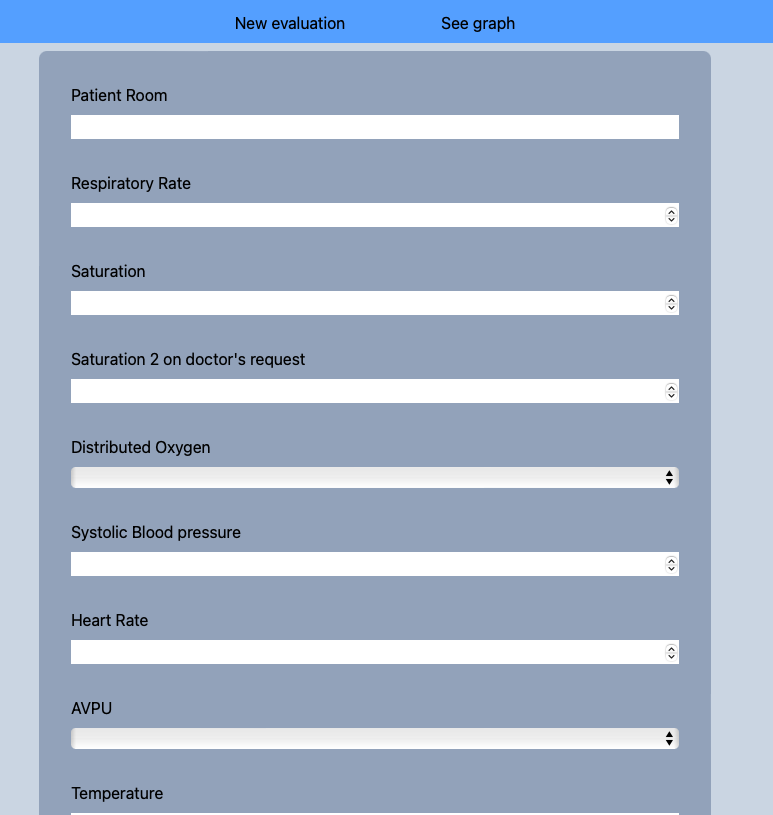 New evaluation See graph
Patient Room
Respiratory Rate
Saturation
Saturation 2 on doctor's request
Distributed Oxygen
Systolic Blood pressure
Heart Rate
AVPU
Temperature